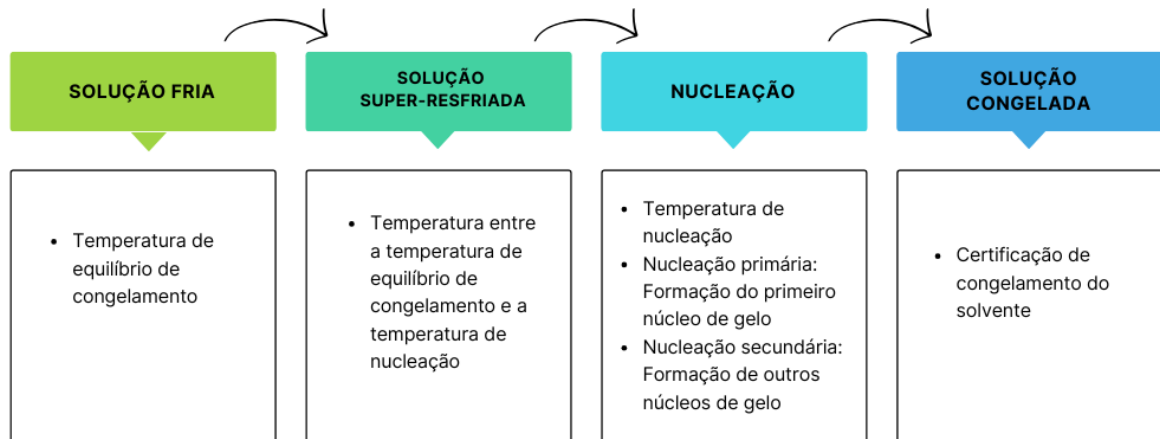 SOLUÇÃO FRIA
• Temperatura de
equilíbrio de
congelamento
SOLUÇÃO
SUPER-RESFRIADA
• Temperatura entre
a temperatura de
equilíbrio de
congelamento e a
temperatura de
nucleação
NUCLEAÇÃO
• Temperatura de
nucleação
• Nucleação primária:
Formação do primeiro
núcleo de gelo
• Nucleação secundária:
Formação de outros
núcleos de gelo
SOLUÇÃO
CONGELADA
• Certificação de
congelamento do
solvente